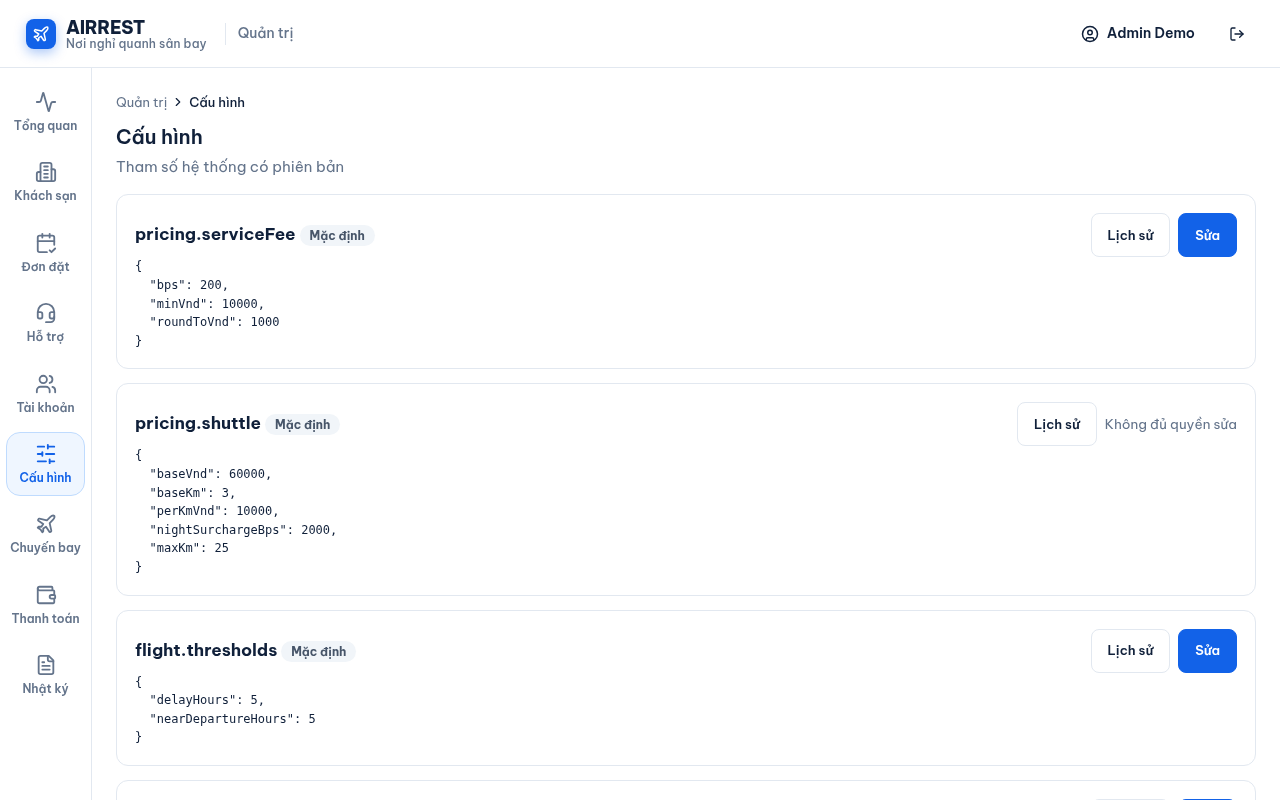 AIRREST
Nơi nghỉ quanh sân bay
Quản trị
Admin Demo
Tổng quan
Khách sạn
Đơn đặt
Hỗ trợ
Tài khoản
Cấu hình
Chuyến bay
Thanh toán
Nhật ký
Quản trị > Cấu hình
Cấu hình
Tham số hệ thống có phiên bản
pricing.serviceFee Mặc định
Lịch sử Sửa
{
  "bps": 200,
  "minVnd": 10000,
  "roundToVnd": 1000
}
pricing.shuttle Mặc định
Lịch sử Không đủ quyền sửa
{
  "baseVnd": 60000,
  "baseKm": 3,
  "perKmVnd": 10000,
  "nightSurchargeBps": 2000,
  "maxKm": 25
}
flight.thresholds Mặc định
Lịch sử Sửa
{
  "delayHours": 5,
  "nearDepartureHours": 5
}